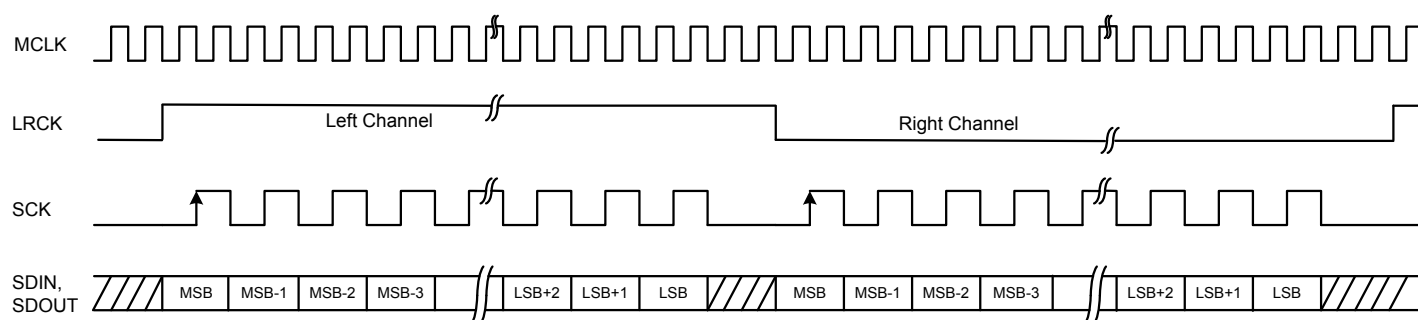 MCLK
LRCK Left Channel Right Channel
SCK
SDIN,
SDOUT
MSB MSB-1 MSB-2 MSB-3 LSB+2 LSB+1 LSB MSB MSB-1 MSB-2 MSB-3 LSB+2 LSB+1 LSB